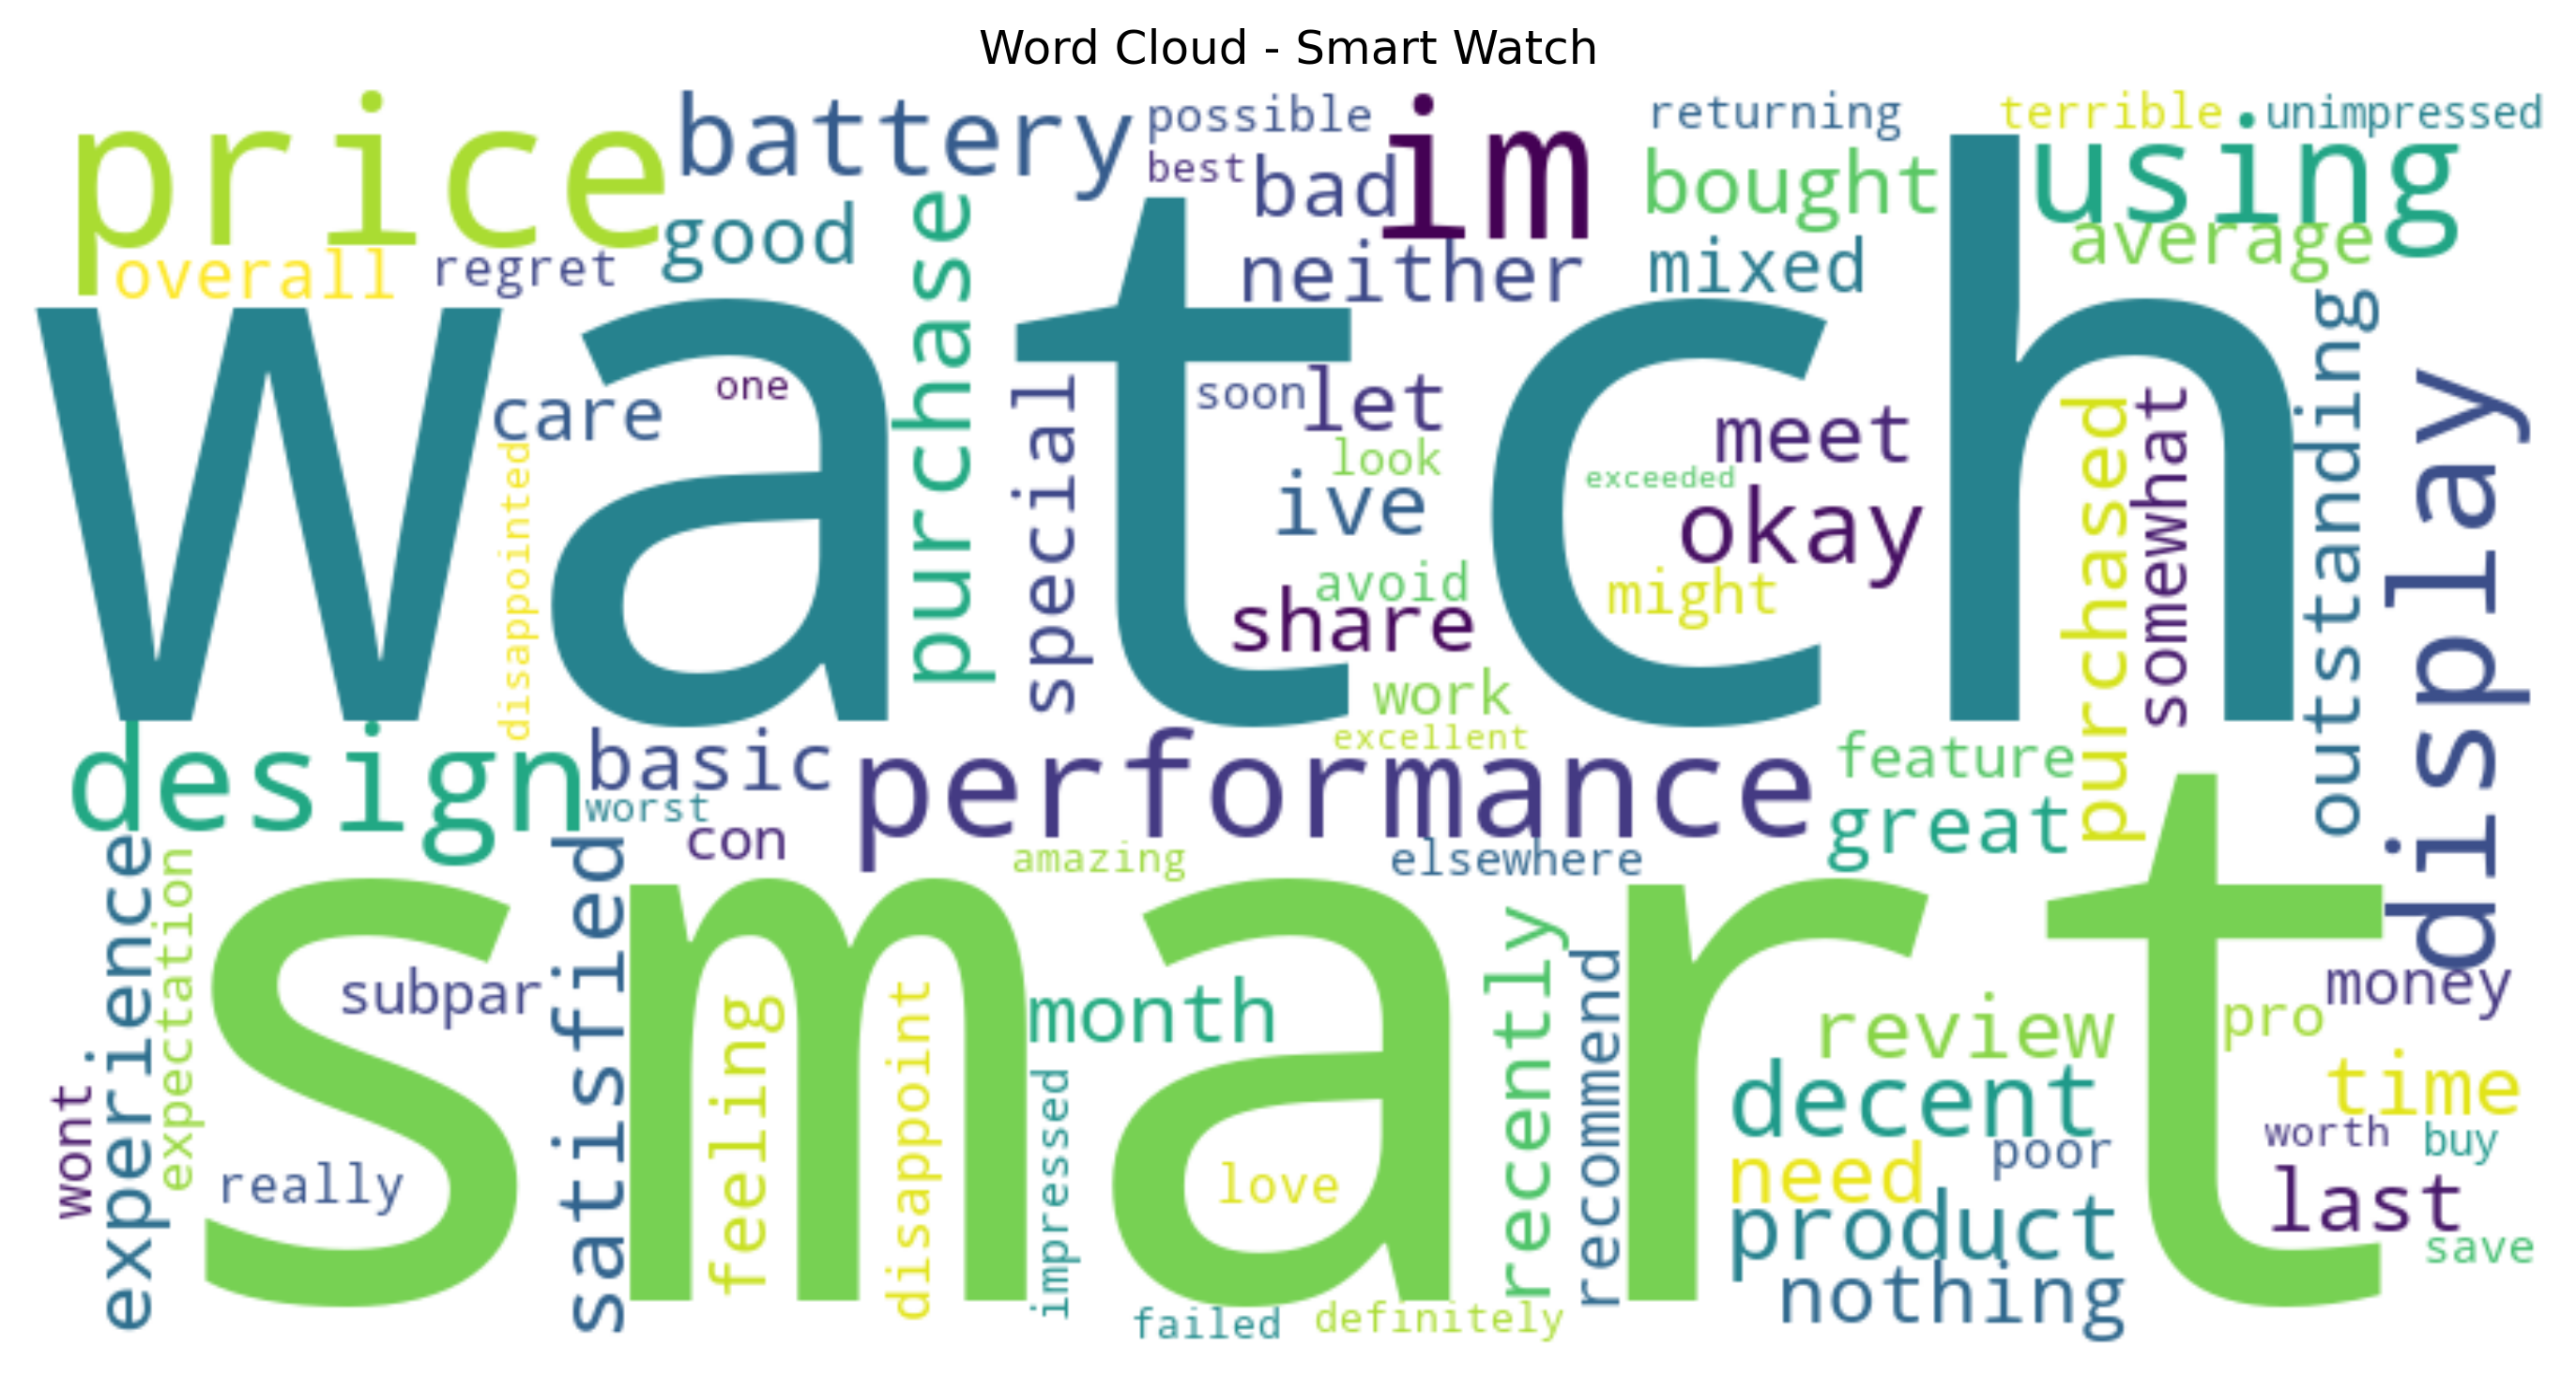 Word Cloud - Smart Watch
price
battery
possible
im
returning
terrible
unimpressed
best
bad
bought
using
good
purchase
neither
mixed
average
overall
regret
watch
care
one
disappointed
special
soon
let
look
ive
meet
exceeded
okay
avoid
might
share
work
purchased
somewhat
outstanding
display
design
basic
worst
con
performance
excellent
feature
great
amazing
elsewhere
smart
experience
expectation
wont
subpar
really
satisfied
feeling
disappoint
month
impressed
love
recently
recommend
review
pro
money
decent
time
need
poor
worth
buy
product
last
nothing
save
failed
definitely